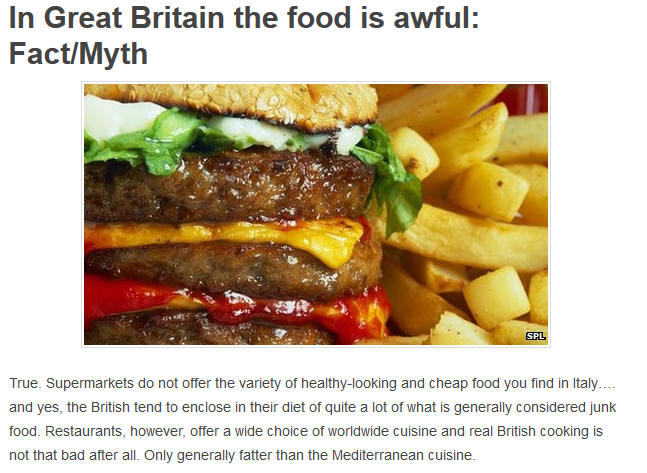 In Great Britain the food is awful:
Fact/Myth
SPL
True. Supermarkets do not offer the variety of healthy-looking and cheap food you find in Italy….
and yes, the British tend to enclose in their diet of quite a lot of what is generally considered junk
food. Restaurants, however, offer a wide choice of worldwide cuisine and real British cooking is
not that bad after all. Only generally fatter than the Mediterranean cuisine.